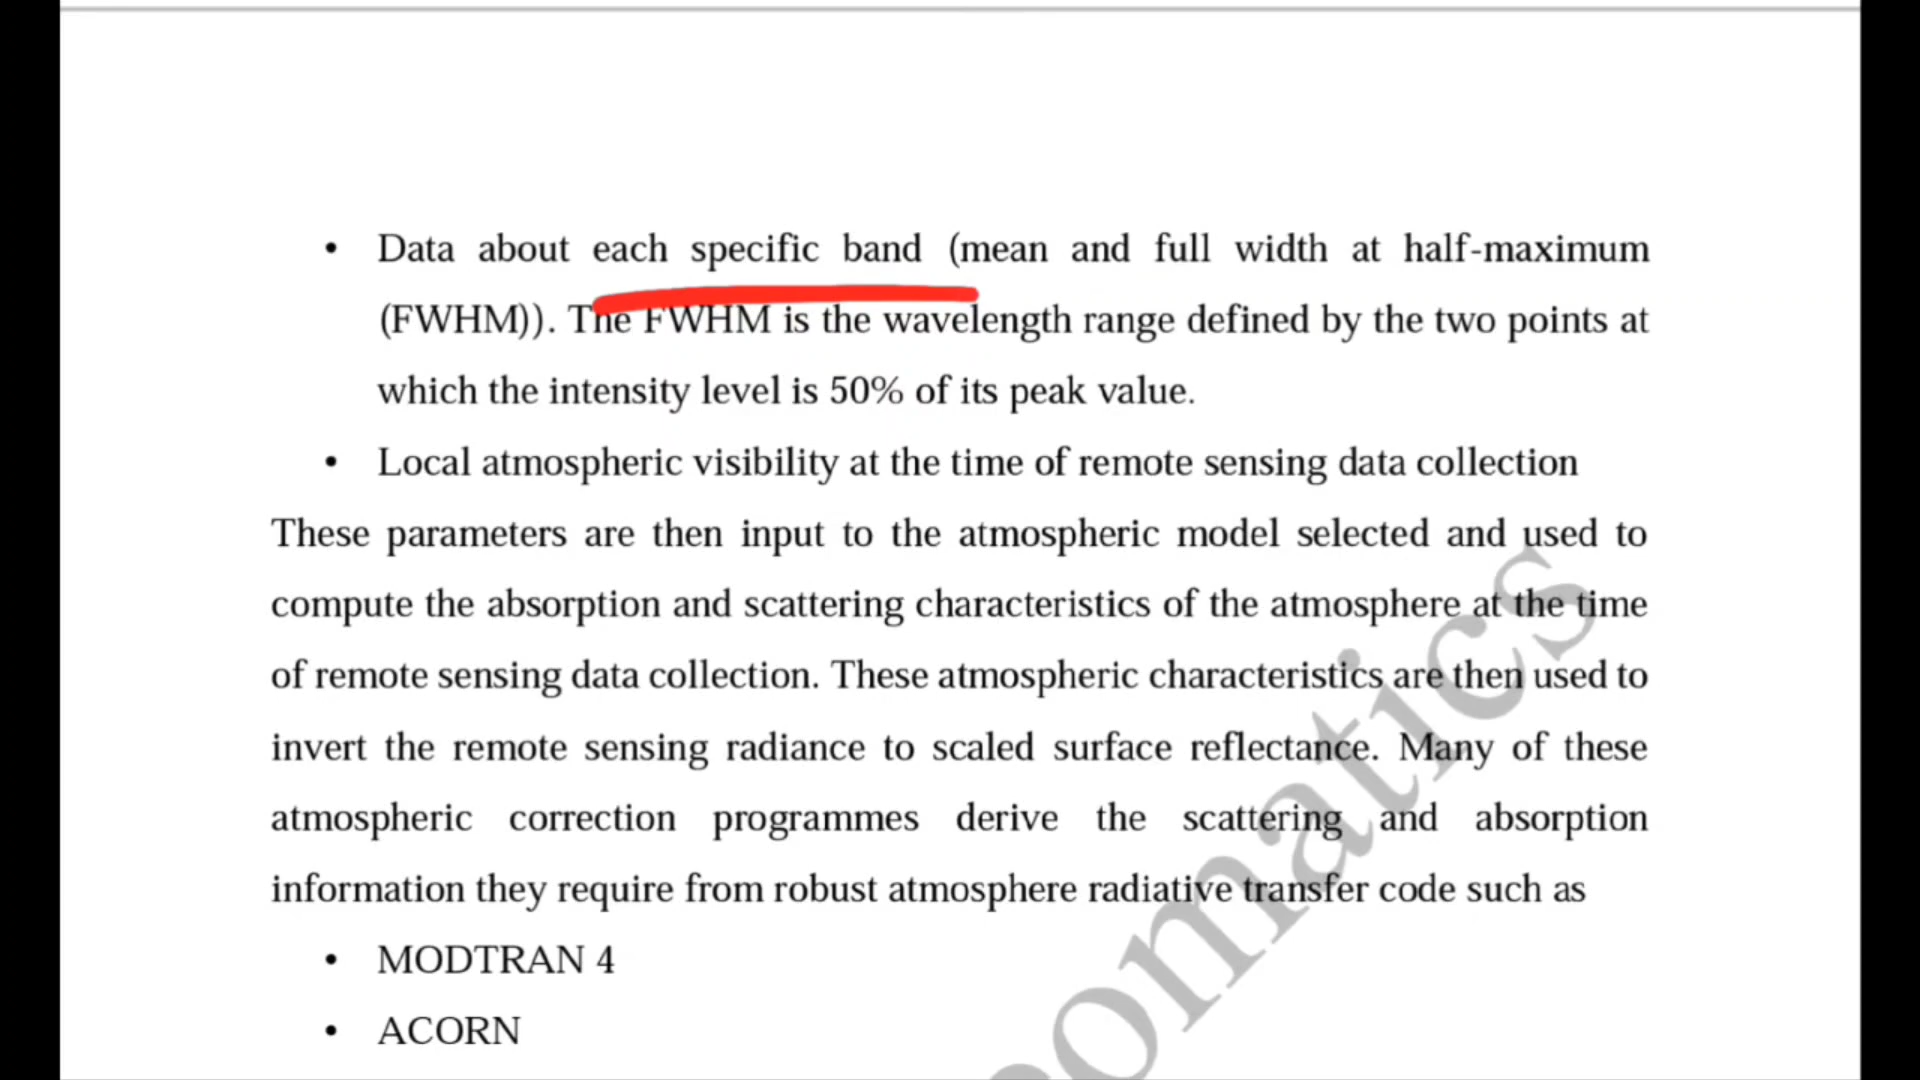 • Data about each specific band (mean and full width at half-maximum
(FWHM)). The FWHM is the wavelength range defined by the two points at
which the intensity level is 50% of its peak value.
• Local atmospheric visibility at the time of remote sensing data collection
These parameters are then input to the atmospheric model selected and used to
compute the absorption and scattering characteristics of the atmosphere at the time
of remote sensing data collection. These atmospheric characteristics are then used to
invert the remote sensing radiance to scaled surface reflectance. Many of these
atmospheric correction programmes derive the scattering and absorption
information they require from robust atmosphere radiative transfer code such as
• MODTRAN 4
• ACORN
omatics